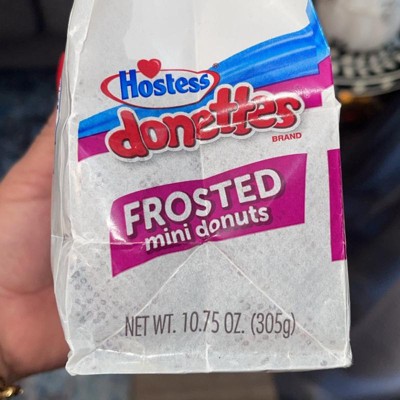 Hostess
donettes
BRAND
FROSTED
mini donuts
NET WT. 10.75 OZ. (305g)